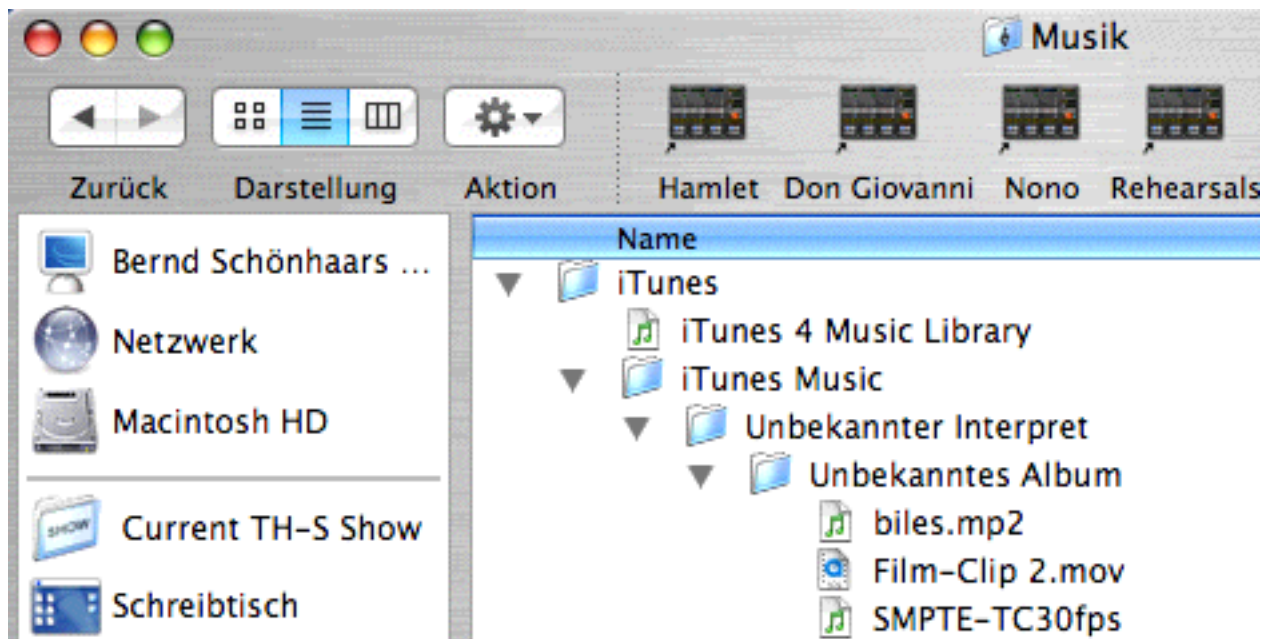 Musik
Zurück Darstellung Aktion Hamlet Don Giovanni Nono Rehearsals
Bernd Schönhaars ...
Netzwerk
Macintosh HD
SHOW
Current TH-S Show
Schreibtisch
Name
iTunes
iTunes 4 Music Library
iTunes Music
Unbekannter Interpret
Unbekanntes Album
biles.mp2
Film-Clip 2.mov
SMPTE-TC30fps